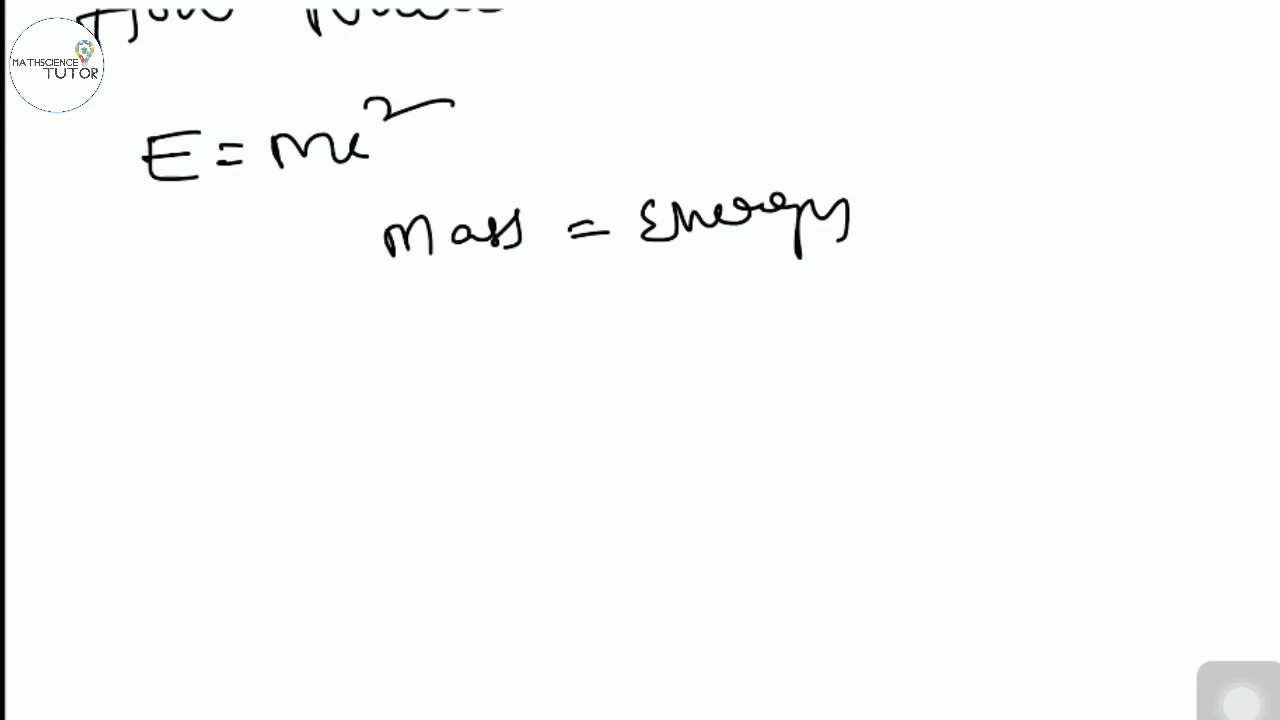 MATHSCIENCE
TUTOR
E = mc²
Mass = Energy